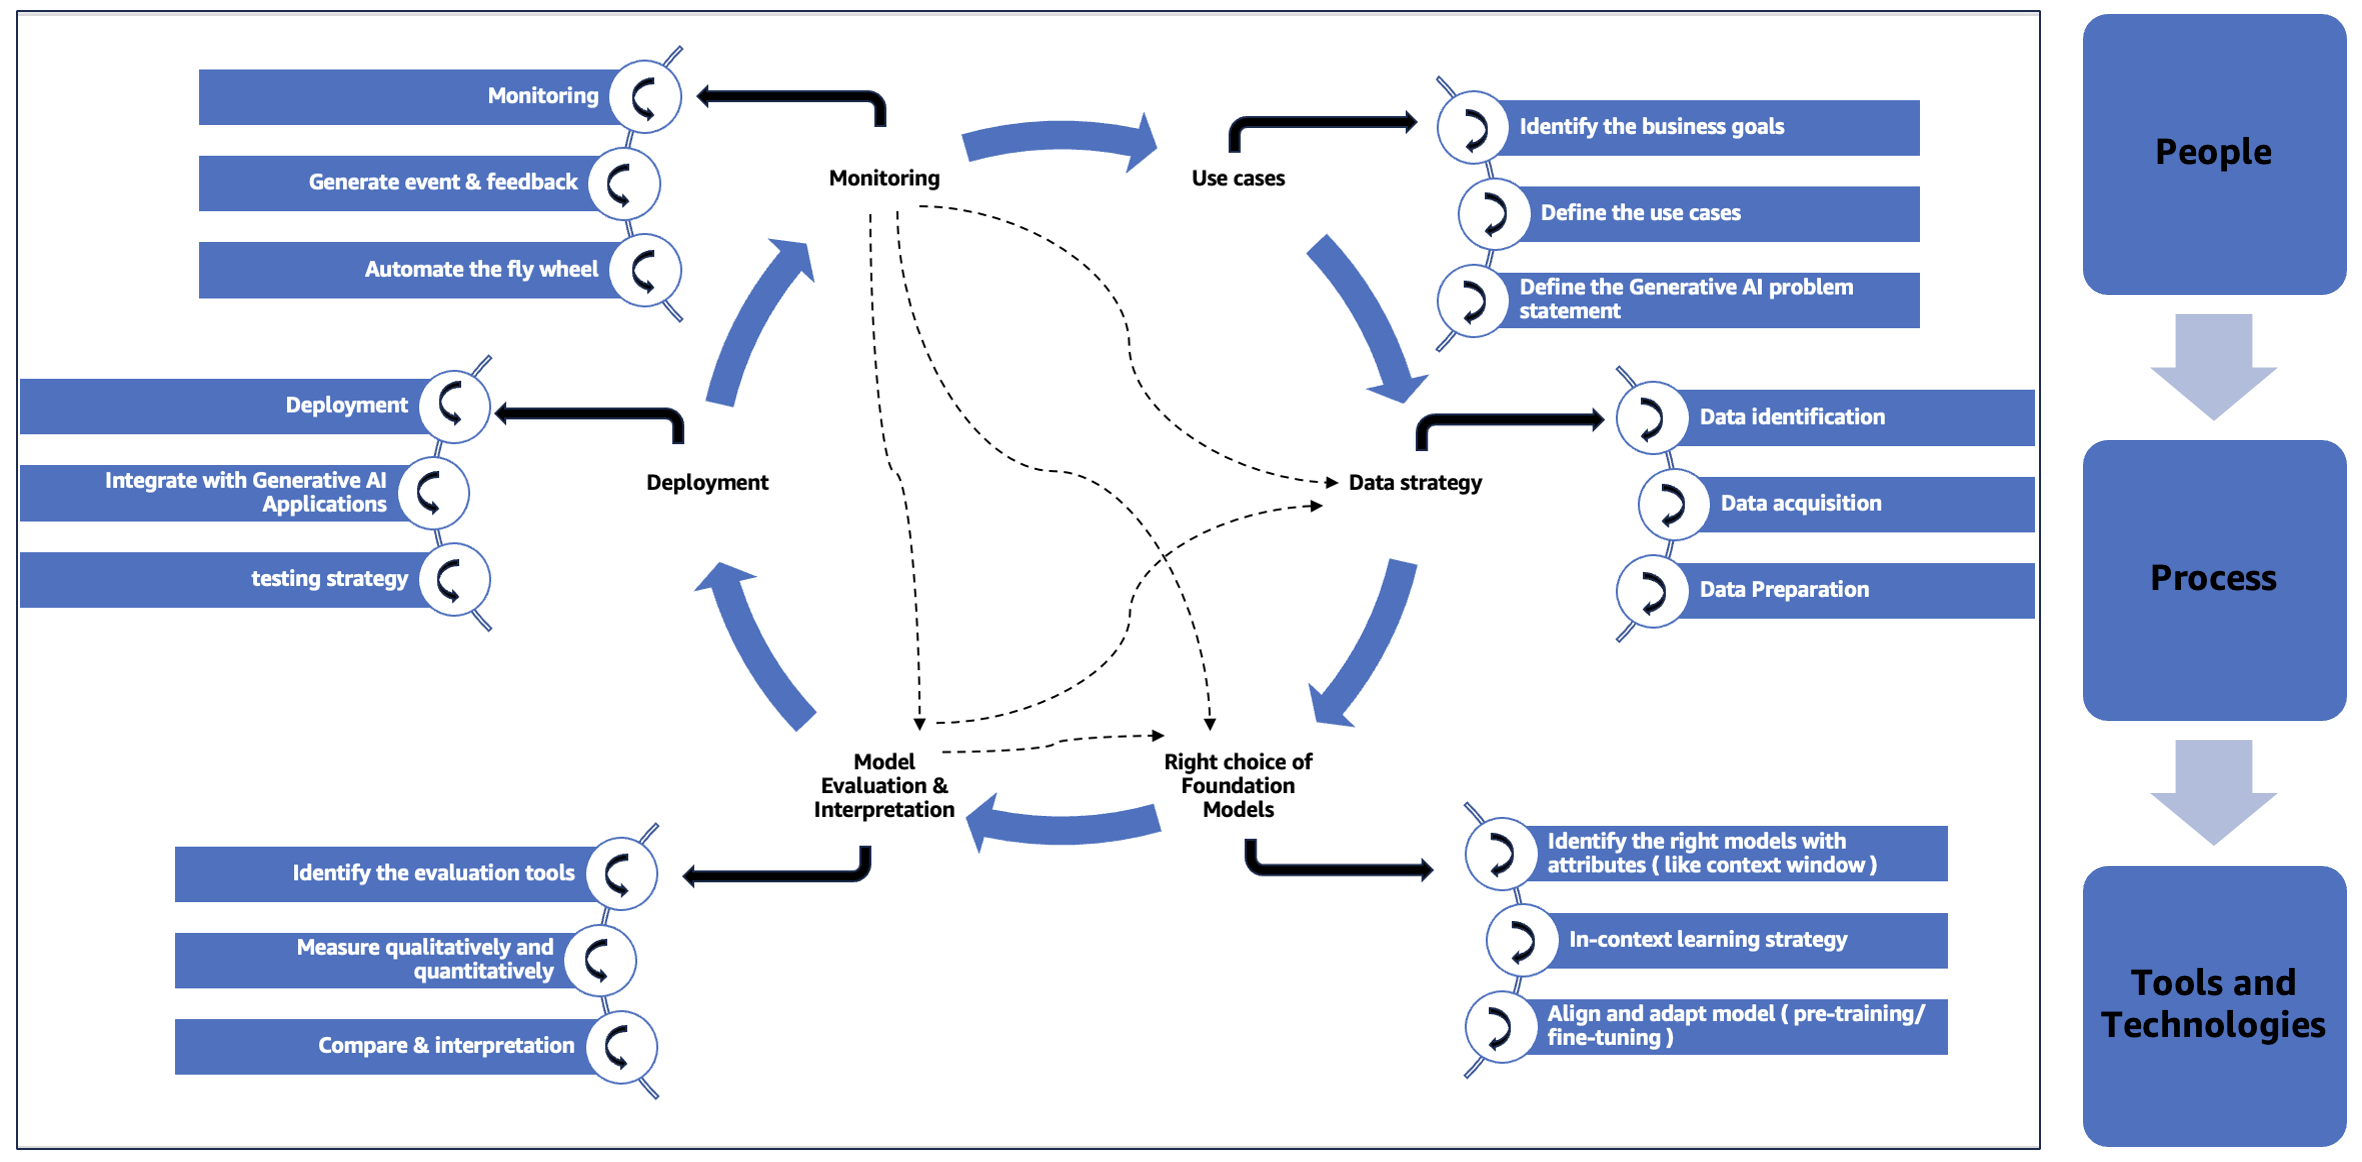 Monitoring
Generate event & feedback
Automate the fly wheel
Monitoring
Use cases
Identify the business goals
Define the use cases
Define the Generative AI problem
statement
Deployment
Integrate with Generative AI
Applications
testing strategy
Deployment
Data strategy
Data identification
Data acquisition
Data Preparation
Model
Evaluation &
Interpretation
Right choice of
Foundation
Models
Identify the evaluation tools
Measure qualitatively and
quantitatively
Compare & interpretation
Identify the right models with
attributes ( like context window )
In-context learning strategy
Align and adapt model ( pre-training/
fine-tuning )
People
Process
Tools and
Technologies